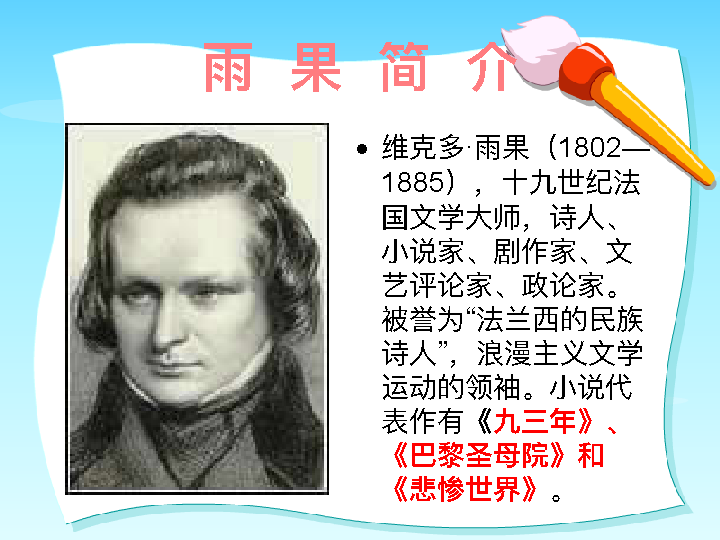 雨 果 简 介
• 维克多·雨果（1802—
1885），十九世纪法
国文学大师，诗人、
小说家、剧作家、文
艺评论家、政论家。
被誉为“法兰西的民族
诗人”，浪漫主义文学
运动的领袖。小说代
表作有《九三年》、
《巴黎圣母院》和
《悲惨世界》。